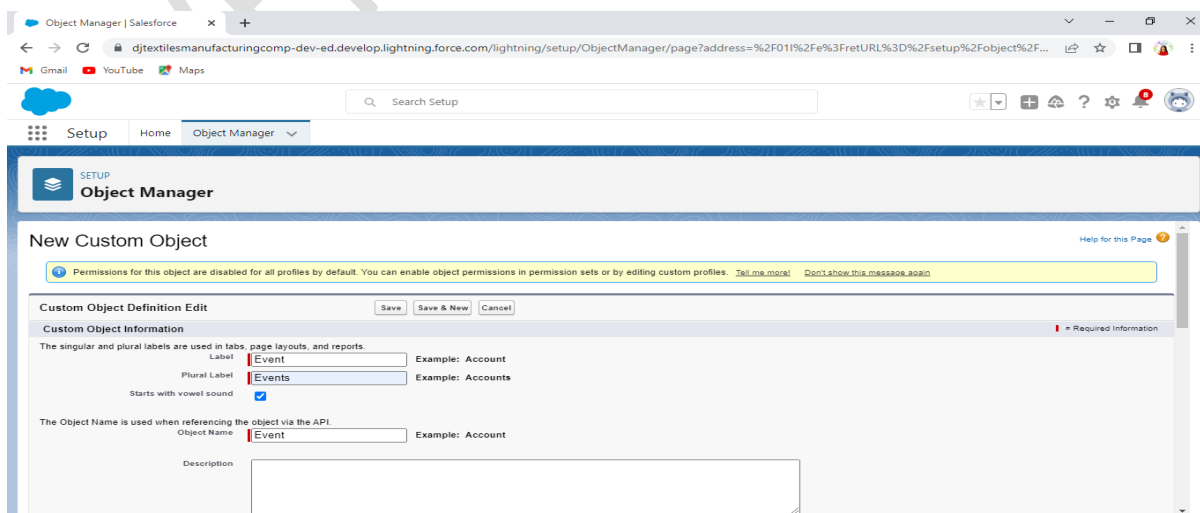 Object Manager | Salesforce
djtextilesmanufacturingcomp-dev-ed.develop.lightning.force.com/lightning/setup/ObjectManager/page?address=%2F01I%2Fe%3FretURL%3D%2Fsetup%2Fobject%2F...
Gmail YouTube Maps
Search Setup
8
Setup Home Object Manager
SETUP
Object Manager
New Custom Object
Help for this Page
Permissions for this object are disabled for all profiles by default. You can enable object permissions in permission sets or by editing custom profiles. Tell me more! Don't show this message again
Custom Object Definition Edit Save Save & New Cancel
Custom Object Information = Required Information
The singular and plural labels are used in tabs, page layouts, and reports.
Label Event Example: Account
Plural Label Events Example: Accounts
Starts with vowel sound
The Object Name is used when referencing the object via the API.
Object Name Event Example: Account
Description